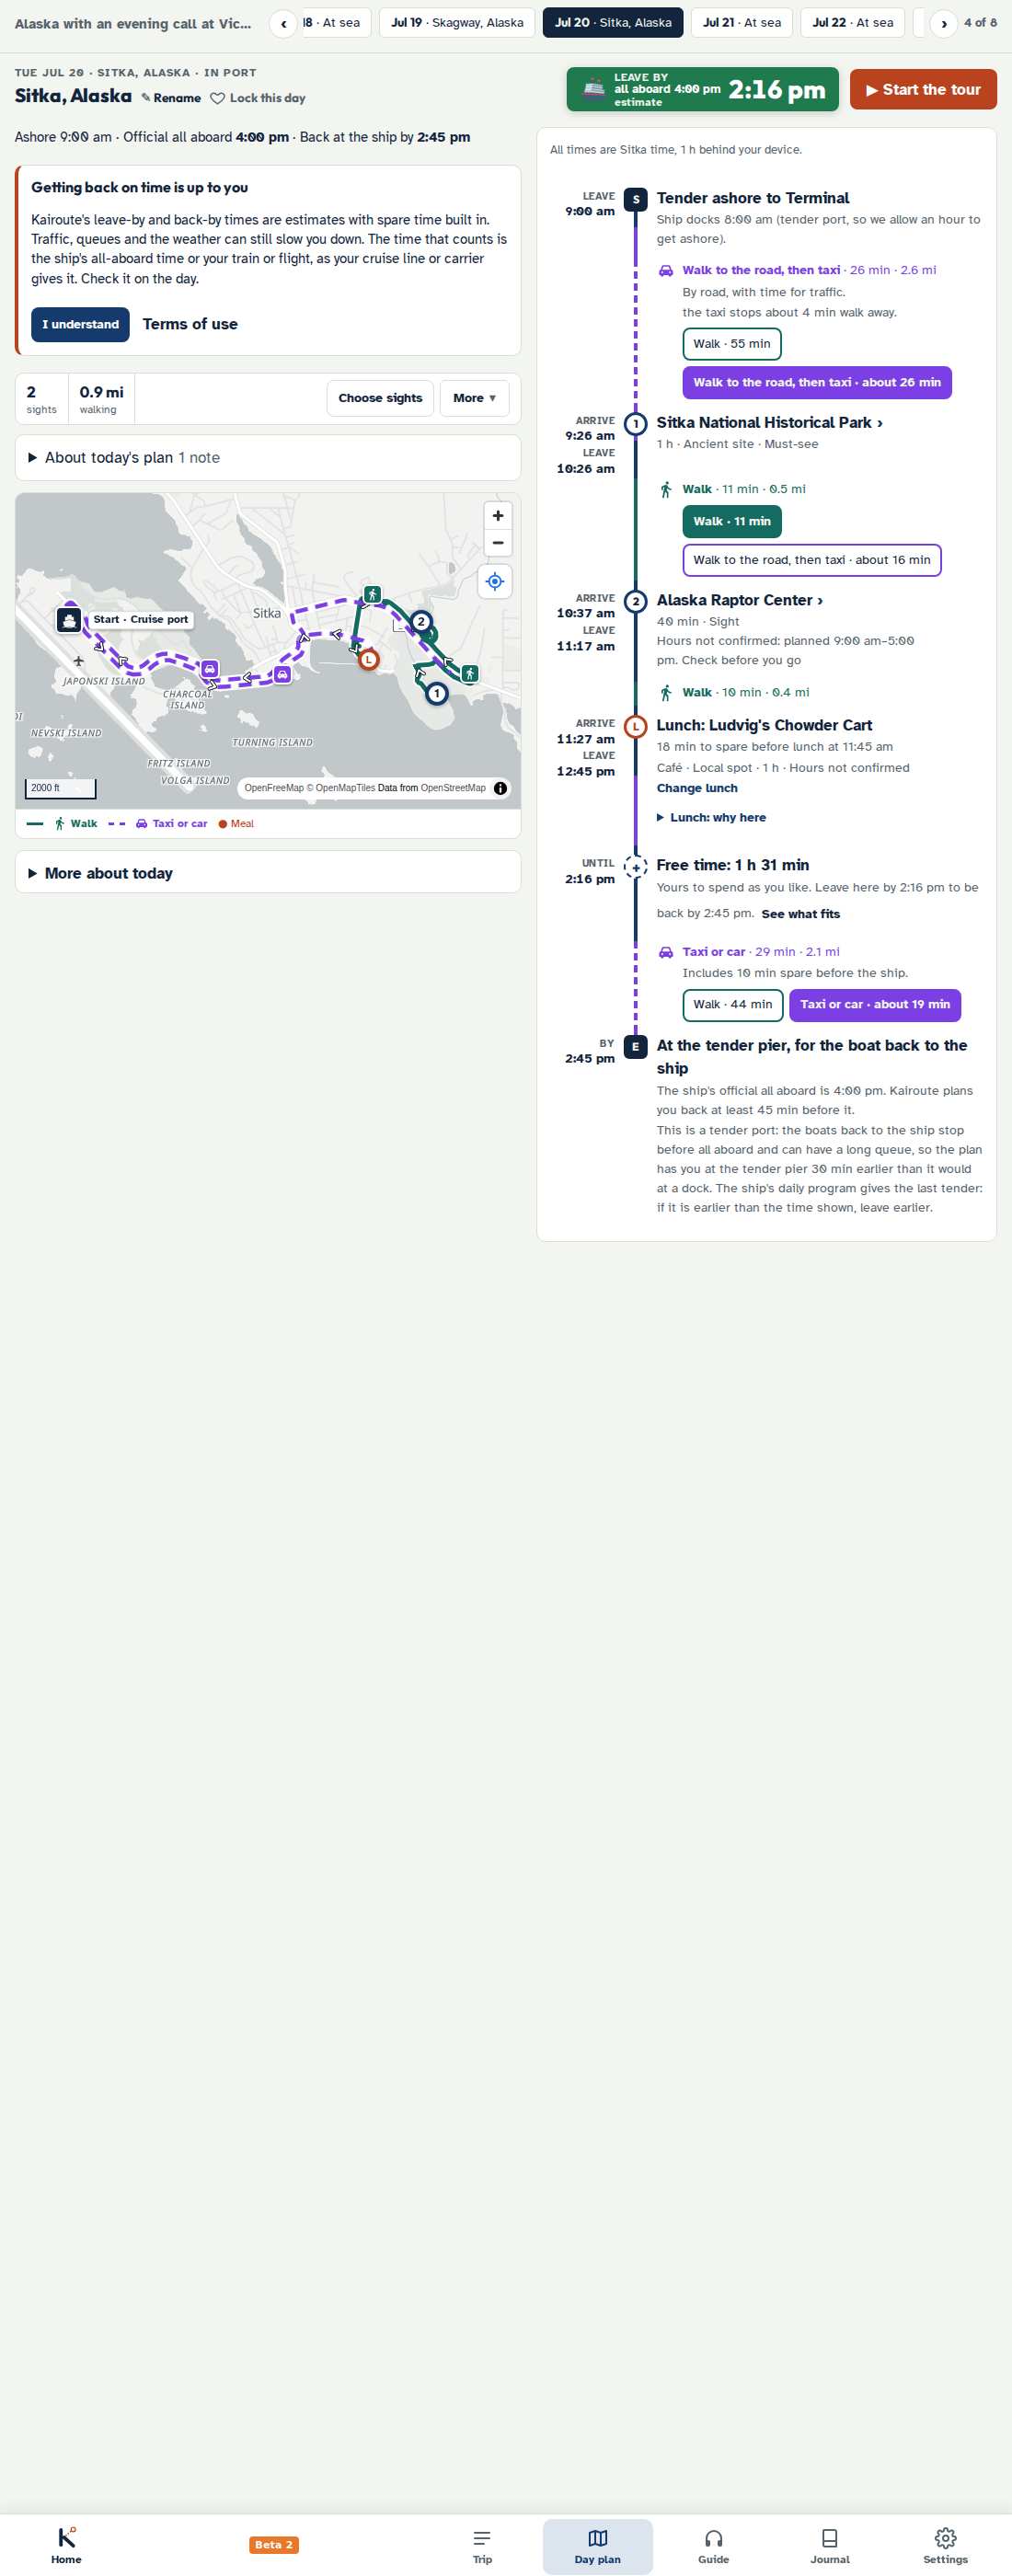 Alaska with an evening call at Vic...
‹
18 · At sea
Jul 19 · Skagway, Alaska
Jul 20 · Sitka, Alaska
Jul 21 · At sea
Jul 22 · At sea
›
4 of 8
TUE JUL 20 · SITKA, ALASKA · IN PORT
Sitka, Alaska
✎ Rename
Lock this day
LEAVE BY
all aboard 4:00 pm
estimate
2:16 pm
▶ Start the tour
Ashore 9:00 am · Official all aboard 4:00 pm · Back at the ship by 2:45 pm
Getting back on time is up to you
Kairoute's leave-by and back-by times are estimates with spare time built in.
Traffic, queues and the weather can still slow you down. The time that counts is
the ship's all-aboard time or your train or flight, as your cruise line or carrier
gives it. Check it on the day.
I understand
Terms of use
2
sights
0.9 mi
walking
Choose sights
More ▼
▶ About today's plan 1 note
+
−
Sitka
2
Start · Cruise port
L
1
JAPONSKI ISLAND
CHARCOAL
ISLAND
NEVSKI ISLAND
TURNING ISLAND
FRITZ ISLAND
VOLGA ISLAND
2000 ft
OpenFreeMap © OpenMapTiles Data from OpenStreetMap
Walk
Taxi or car
Meal
▶ More about today
All times are Sitka time, 1 h behind your device.
LEAVE
9:00 am
S
Tender ashore to Terminal
Ship docks 8:00 am (tender port, so we allow an hour to
get ashore).
Walk to the road, then taxi · 26 min · 2.6 mi
By road, with time for traffic.
the taxi stops about 4 min walk away.
Walk · 55 min
Walk to the road, then taxi · about 26 min
ARRIVE
9:26 am
LEAVE
10:26 am
1
Sitka National Historical Park ›
1 h · Ancient site · Must-see
Walk · 11 min · 0.5 mi
Walk · 11 min
Walk to the road, then taxi · about 16 min
ARRIVE
10:37 am
LEAVE
11:17 am
2
Alaska Raptor Center ›
40 min · Sight
Hours not confirmed: planned 9:00 am–5:00
pm. Check before you go
Walk · 10 min · 0.4 mi
ARRIVE
11:27 am
LEAVE
12:45 pm
L
Lunch: Ludvig's Chowder Cart
18 min to spare before lunch at 11:45 am
Café · Local spot · 1 h · Hours not confirmed
Change lunch
▶ Lunch: why here
UNTIL
2:16 pm
+
Free time: 1 h 31 min
Yours to spend as you like. Leave here by 2:16 pm to be
back by 2:45 pm. See what fits
Taxi or car · 29 min · 2.1 mi
Includes 10 min spare before the ship.
Walk · 44 min
Taxi or car · about 19 min
BY
2:45 pm
E
At the tender pier, for the boat back to the
ship
The ship's official all aboard is 4:00 pm. Kairoute plans
you back at least 45 min before it.
This is a tender port: the boats back to the ship stop
before all aboard and can have a long queue, so the plan
has you at the tender pier 30 min earlier than it would
at a dock. The ship's daily program gives the last tender:
if it is earlier than the time shown, leave earlier.
Home
Beta 2
Trip
Day plan
Guide
Journal
Settings